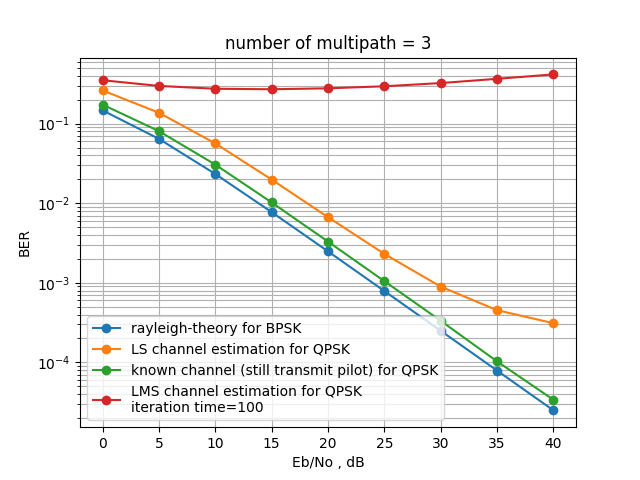 number of multipath = 3
10⁻¹
10⁻²
10⁻³
10⁻⁴
BER
rayleigh-theory for BPSK
LS channel estimation for QPSK
known channel (still transmit pilot) for QPSK
LMS channel estimation for QPSK
iteration time=100
0 5 10 15 20 25 30 35 40
Eb/No , dB